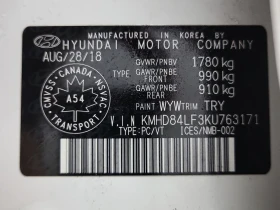 MANUFACTURED IN KOREA BY
HYUNDAI MOTOR COMPANY
AUG/28/18
GVWR/PNBV 1780 kg
TYPE GAWR/PNBE FRONT 990 kg
GAWR/PNBE REAR 910 kg
PAINT WYW TRIM TRY
V.I.N KMHD84LF3KU763171
TYPE:PC/VT ICES/NMB-002
CANADA
CMVSS NSVAC
A54
TRANSPORT